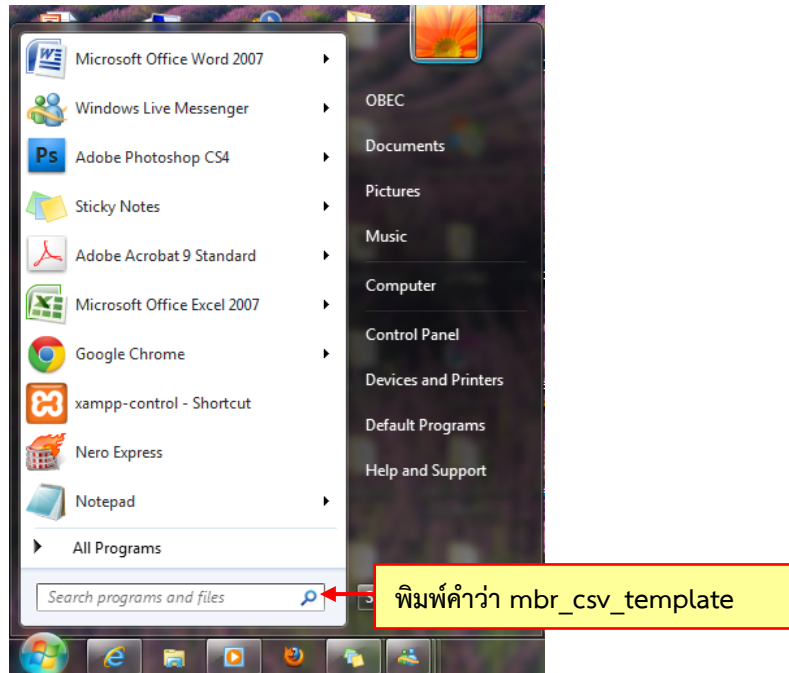 Microsoft Office Word 2007
Windows Live Messenger
Ps
Adobe Photoshop CS4
Sticky Notes
Adobe Acrobat 9 Standard
Microsoft Office Excel 2007
Google Chrome
xampp-control - Shortcut
Nero Express
Notepad
All Programs
Search programs and files
OBEC
Documents
Pictures
Music
Computer
Control Panel
Devices and Printers
Default Programs
Help and Support
พิมพ์คำว่า mbr_csv_template